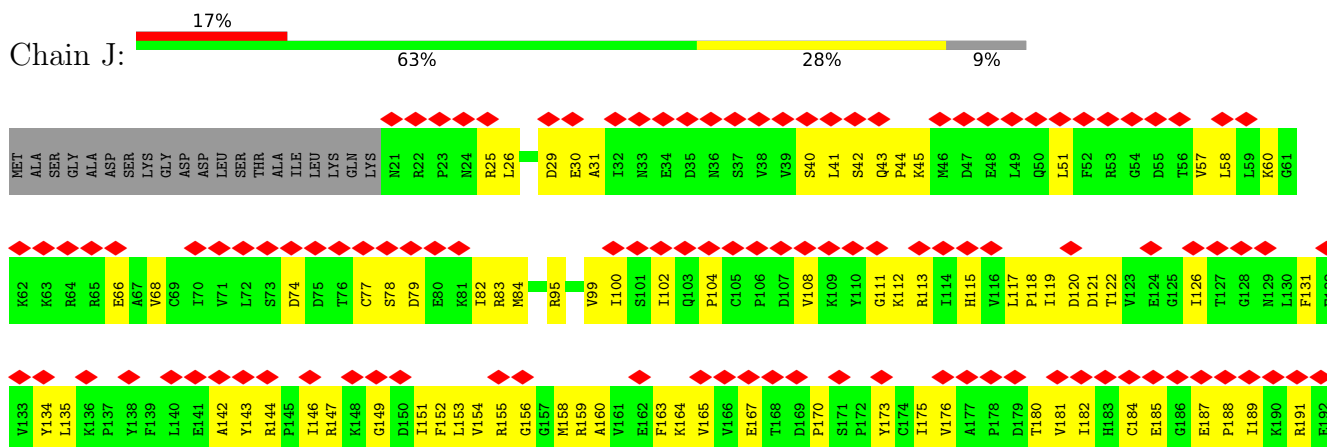 17%
Chain J:
63% 28% 9%
MET ALA SER GLY ALA ASP SER LYS GLY ASP ASP LEU SER THR ALA ILE LEU LYS GLN LYS N21 R22 P23 N24 R25 L26 D29 E30 A31 I32 N33 E34 D35 N36 S37 V38 V39 S40 L41 S42 Q43 P44 K45 M46 D47 E48 L49 Q50 L51 F52 R53 G54 D55 T56 V57 L58 L59 K60 G61
K62 K63 R64 R65 E66 A67 V68 C69 I70 V71 L72 S73 D74 D75 T76 C77 S78 D79 E80 K81 I82 R83 M84 R95 V99 I100 S101 I102 Q103 P104 C105 P106 D107 V108 K109 Y110 G111 K112 R113 I114 H115 V116 L117 P118 I119 D120 D121 T122 V123 E124 G125 I126 T127 G128 N129 L130 F131
V133 Y134 L135 K136 P137 Y138 F139 L140 E141 A142 Y143 R144 P145 I146 R147 K148 G149 D150 I151 F152 L153 V154 R155 G156 G157 M158 R159 A160 V161 E162 F163 K164 V165 V166 E167 T168 D169 P170 S171 P172 Y173 C174 I175 V176 A177 P178 D179 T180 V181 I182 H183 C184 E185 G186 E187 P188 I189 K190 R191 E192